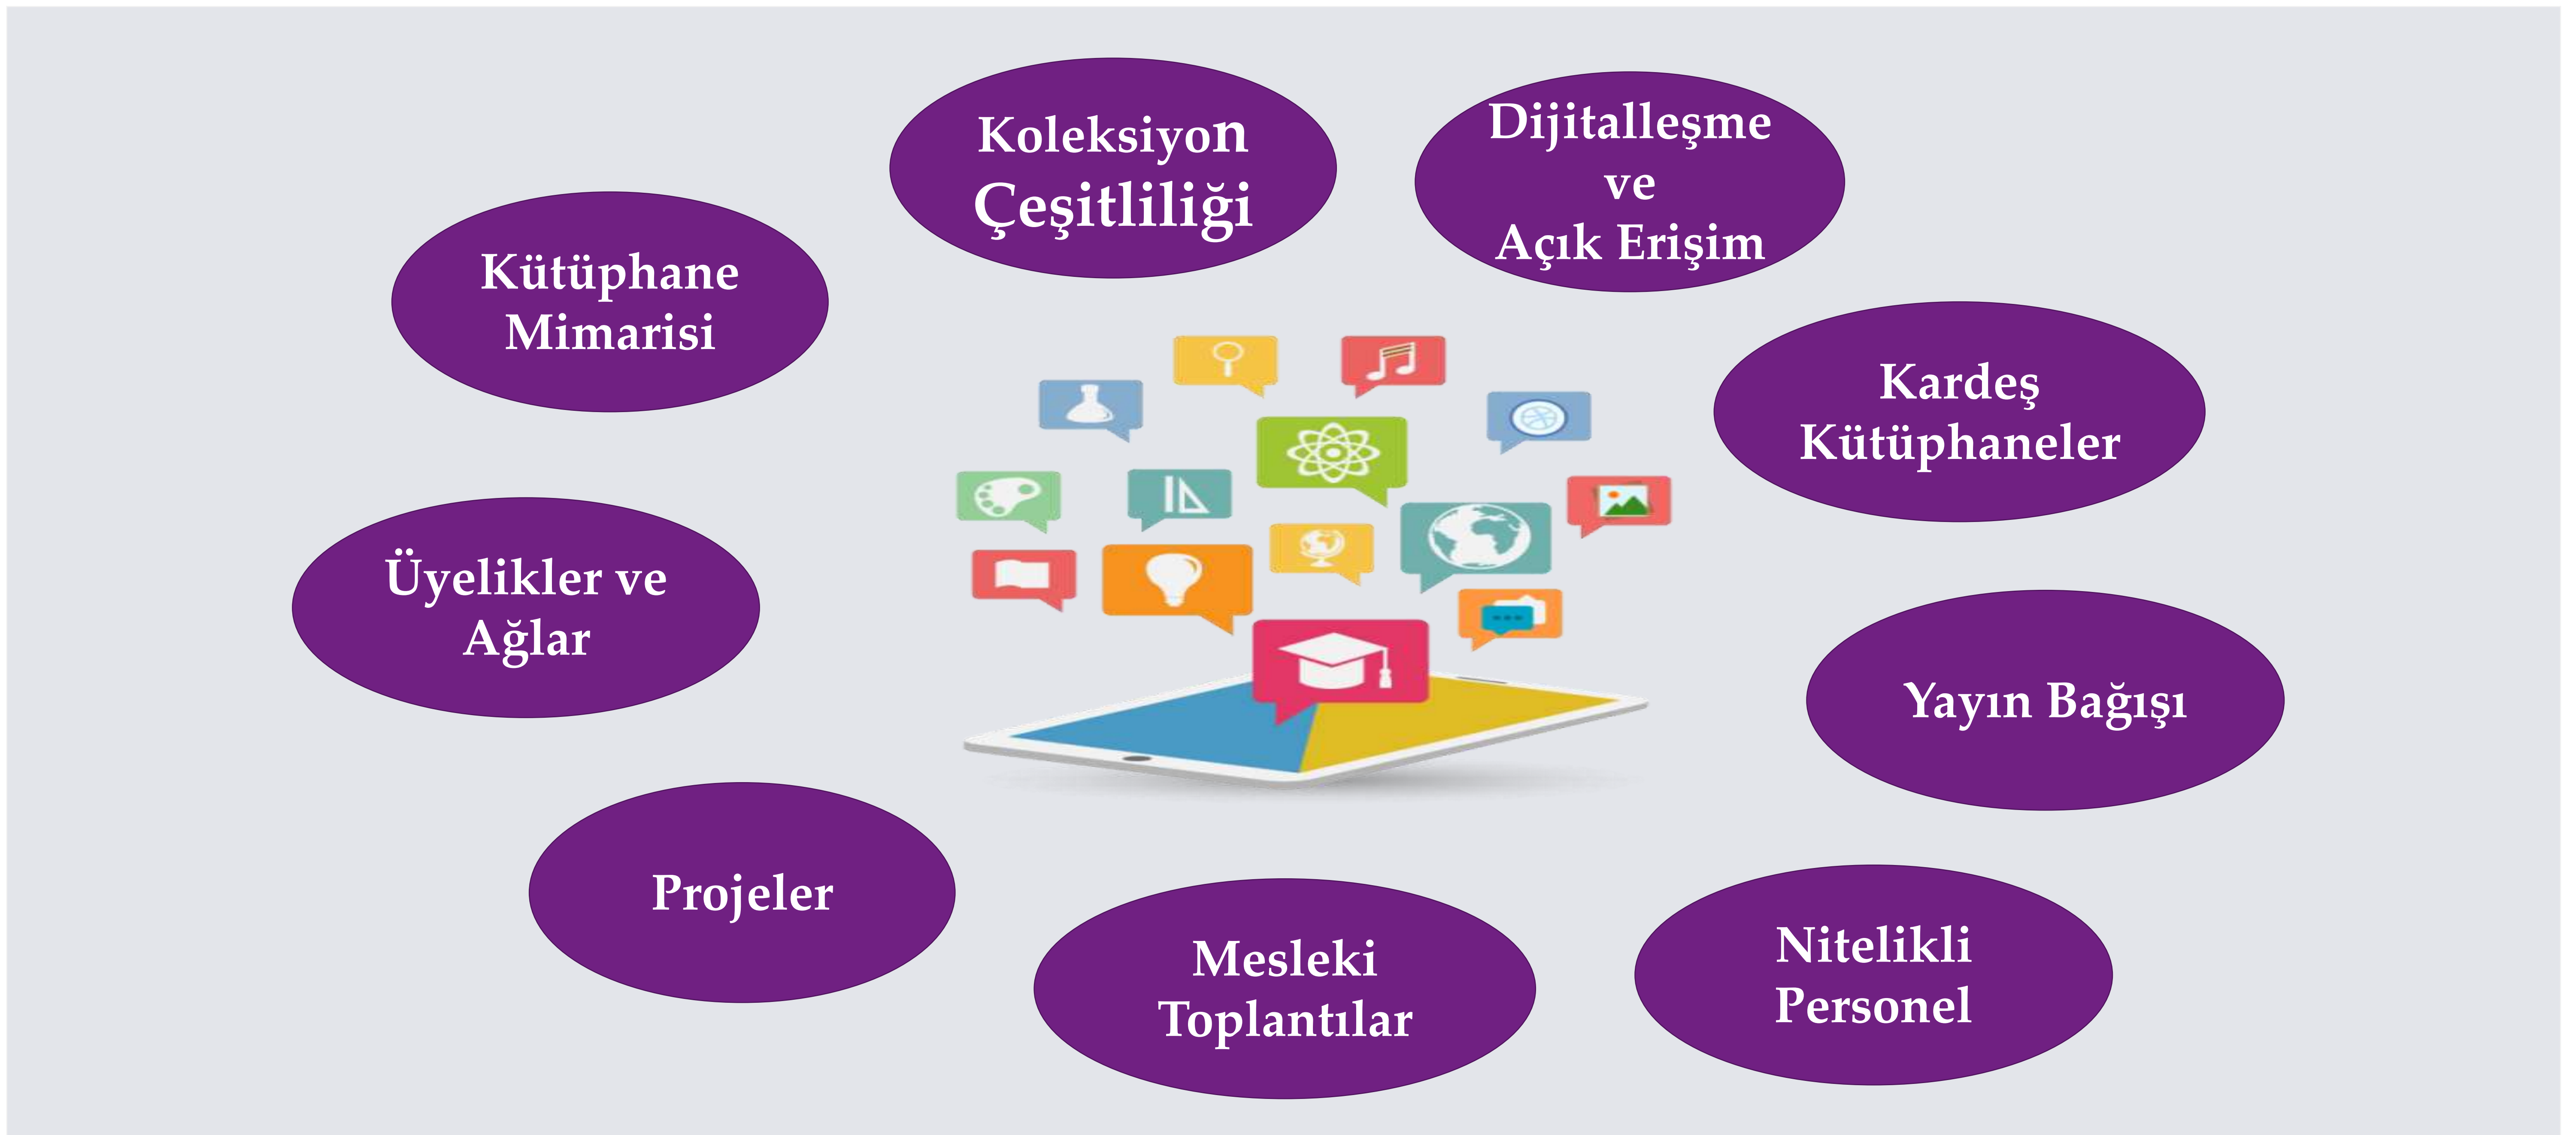 Koleksiyon
Çeşitliliği
Dijitalleşme
ve
Açık Erişim
Kütüphane
Mimarisi
Kardeş
Kütüphaneler
Üyelikler ve
Ağlar
Yayın Bağışı
Projeler
Mesleki
Toplantılar
Nitelikli
Personel